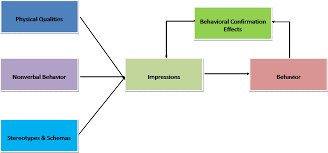 Physical Qualities
Behavioral Confirmation
Effects
Nonverbal Behavior
Impressions
Behavior
Stereotypes & Schemas